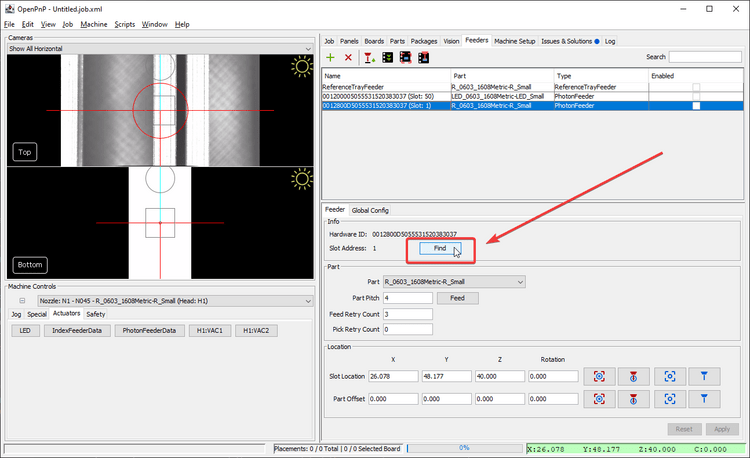 OpenPnP - Untitled.job.xml
File Edit View Job Machine Scripts Window Help
Cameras
Show All Horizontal
Top
Bottom
Machine Controls
Nozzle: N1 - N045 - R_0603_1608Metric-R_Small (Head: H1)
Jog Special Actuators Safety
LED IndexFeederData PhotonFeederData H1:VAC1 H1:VAC2
Job Panels Boards Parts Packages Vision Feeders Machine Setup Issues & Solutions Log
Search
Name Part Type Enabled
ReferenceTrayFeeder R_0603_1608Metric-R_Small ReferenceTrayFeeder
00120000505553152038303​7 (Slot: 50) LED_0603_1608Metric-LED_Small PhotonFeeder
0012800D5055531520383037 (Slot: 1) R_0603_1608Metric-R_Small PhotonFeeder
Feeder Global Config
Info
Hardware ID: 0012800D5055531520383037
Slot Address: 1 Find
Part
Part R_0603_1608Metric-R_Small
Part Pitch 4 Feed
Feed Retry Count 3
Pick Retry Count 0
Location
X Y Z Rotation
Slot Location 26.078 48.177 40.000 0.000
Part Offset 0.000 0.000 0.000 0.000
Reset Apply
Placements: 0 / 0 Total | 0 / 0 Selected Board 0% X:26.078 Y:48.177 Z:40.000 C:0.000